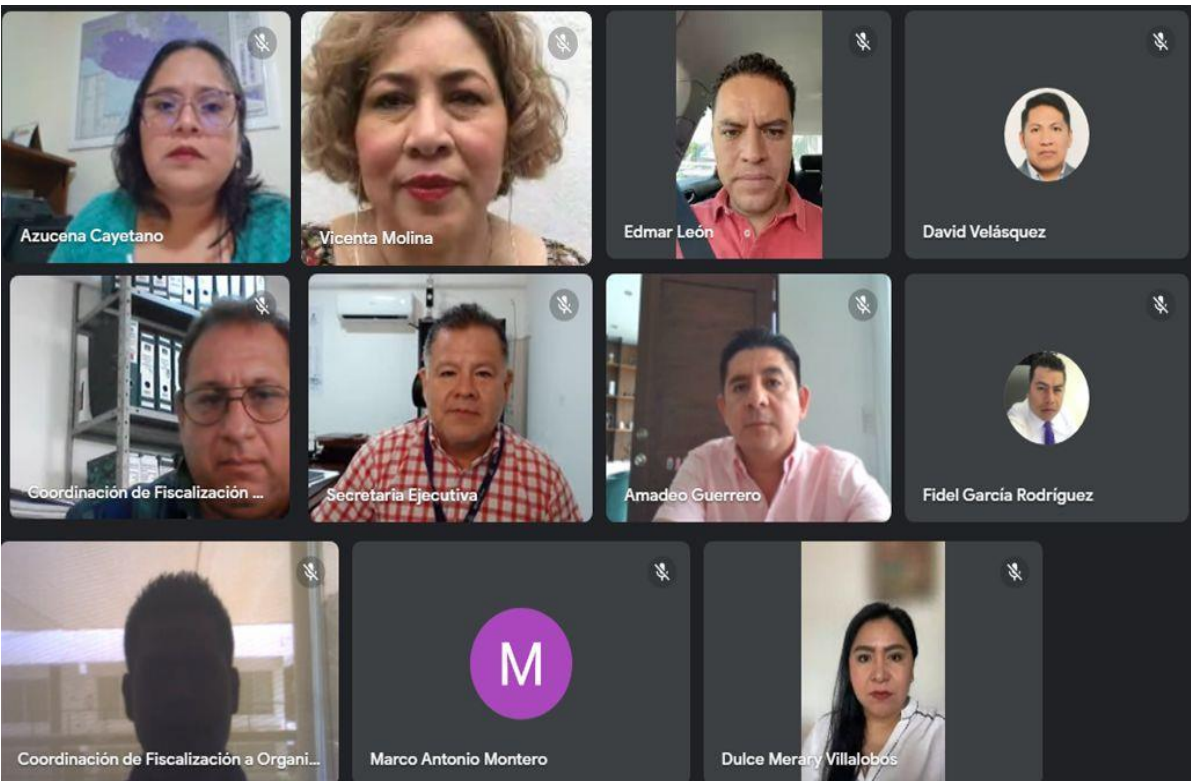 Azucena Cayetano
Vicenta Molina
Edmar León
David Velásquez
Coordinación de Fiscalización ...
Secretaria Ejecutiva
Amadeo Guerrero
Fidel García Rodríguez
M
Coordinación de Fiscalización a Organi...
Marco Antonio Montero
Dulce Merary Villalobos